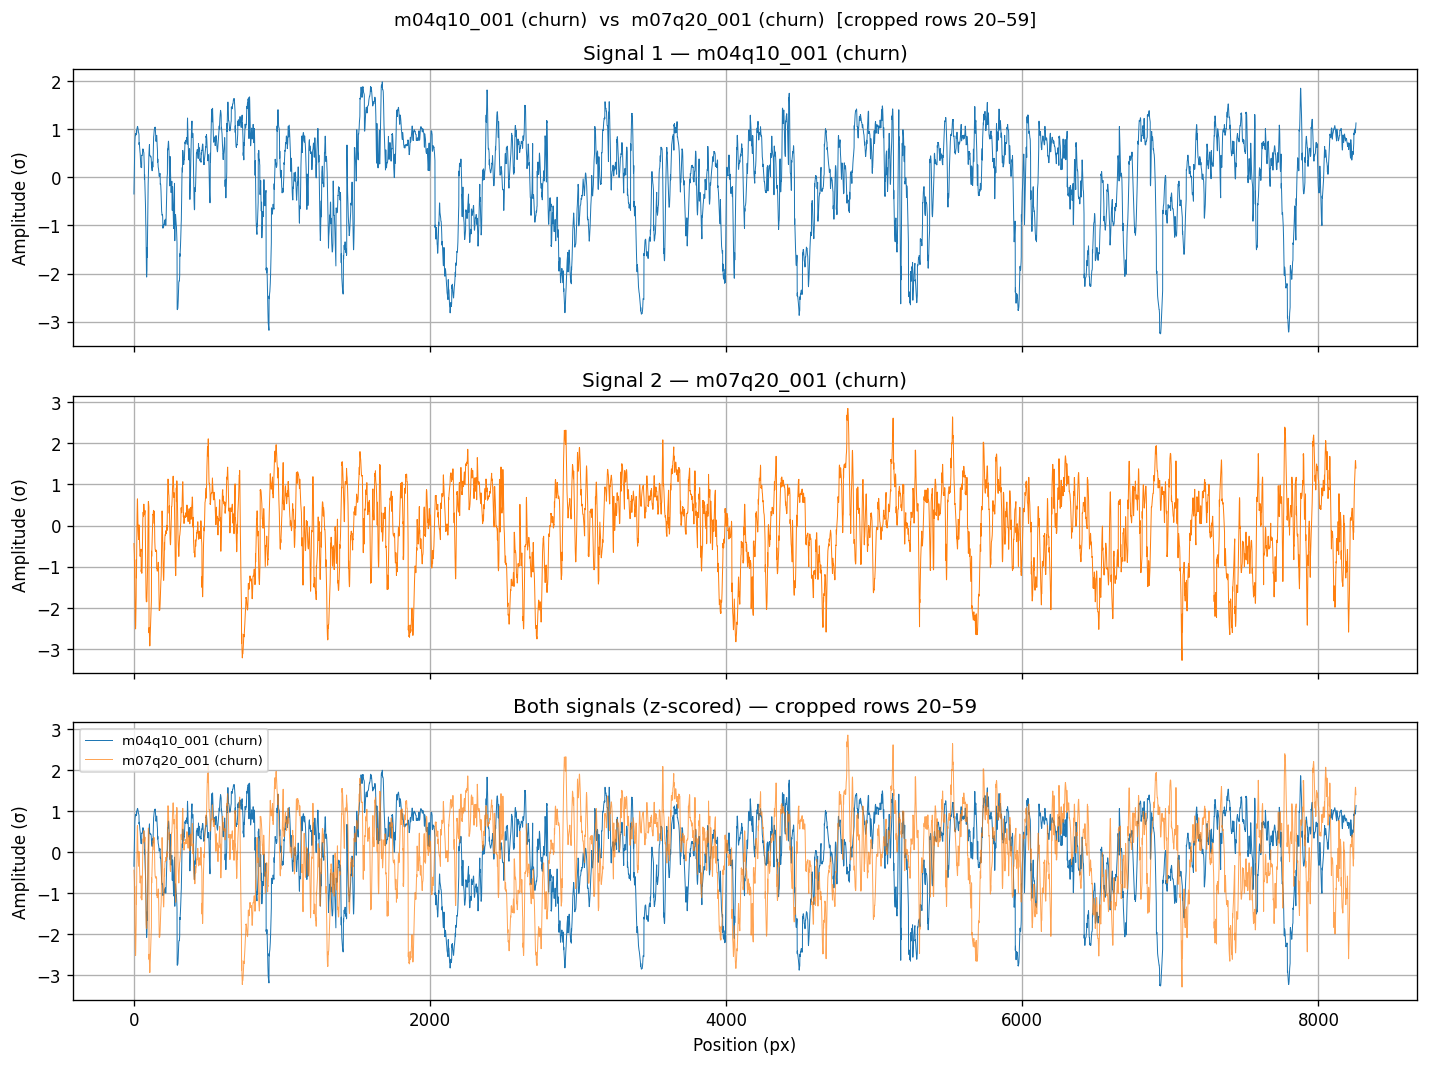 m04q10_001 (churn)  vs  m07q20_001 (churn)  [cropped rows 20–59]
Signal 1 — m04q10_001 (churn)
Amplitude (σ)
2
1
0
−1
−2
−3
Signal 2 — m07q20_001 (churn)
Amplitude (σ)
3
2
1
0
−1
−2
−3
Both signals (z-scored) — cropped rows 20–59
m04q10_001 (churn)
m07q20_001 (churn)
Amplitude (σ)
3
2
1
0
−1
−2
−3
0 2000 4000 6000 8000
Position (px)